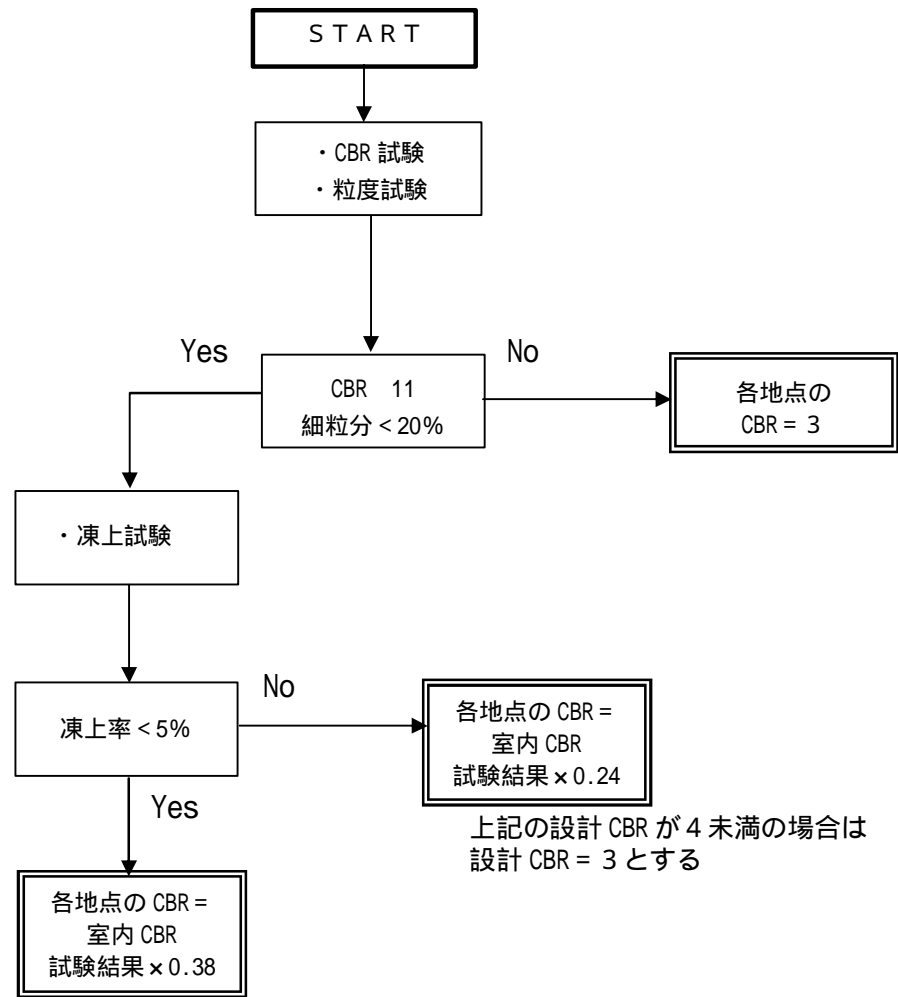 ＳＴＡＲＴ
・CBR 試験
・粒度試験
Yes
No
CBR 11
細粒分＜20%
各地点の
CBR＝３
・凍上試験
凍上率＜5%
No
各地点の CBR＝
室内 CBR
試験結果×0.24
Yes
上記の設計 CBR が４未満の場合は
設計 CBR＝３とする
各地点の CBR＝
室内 CBR
試験結果×0.38